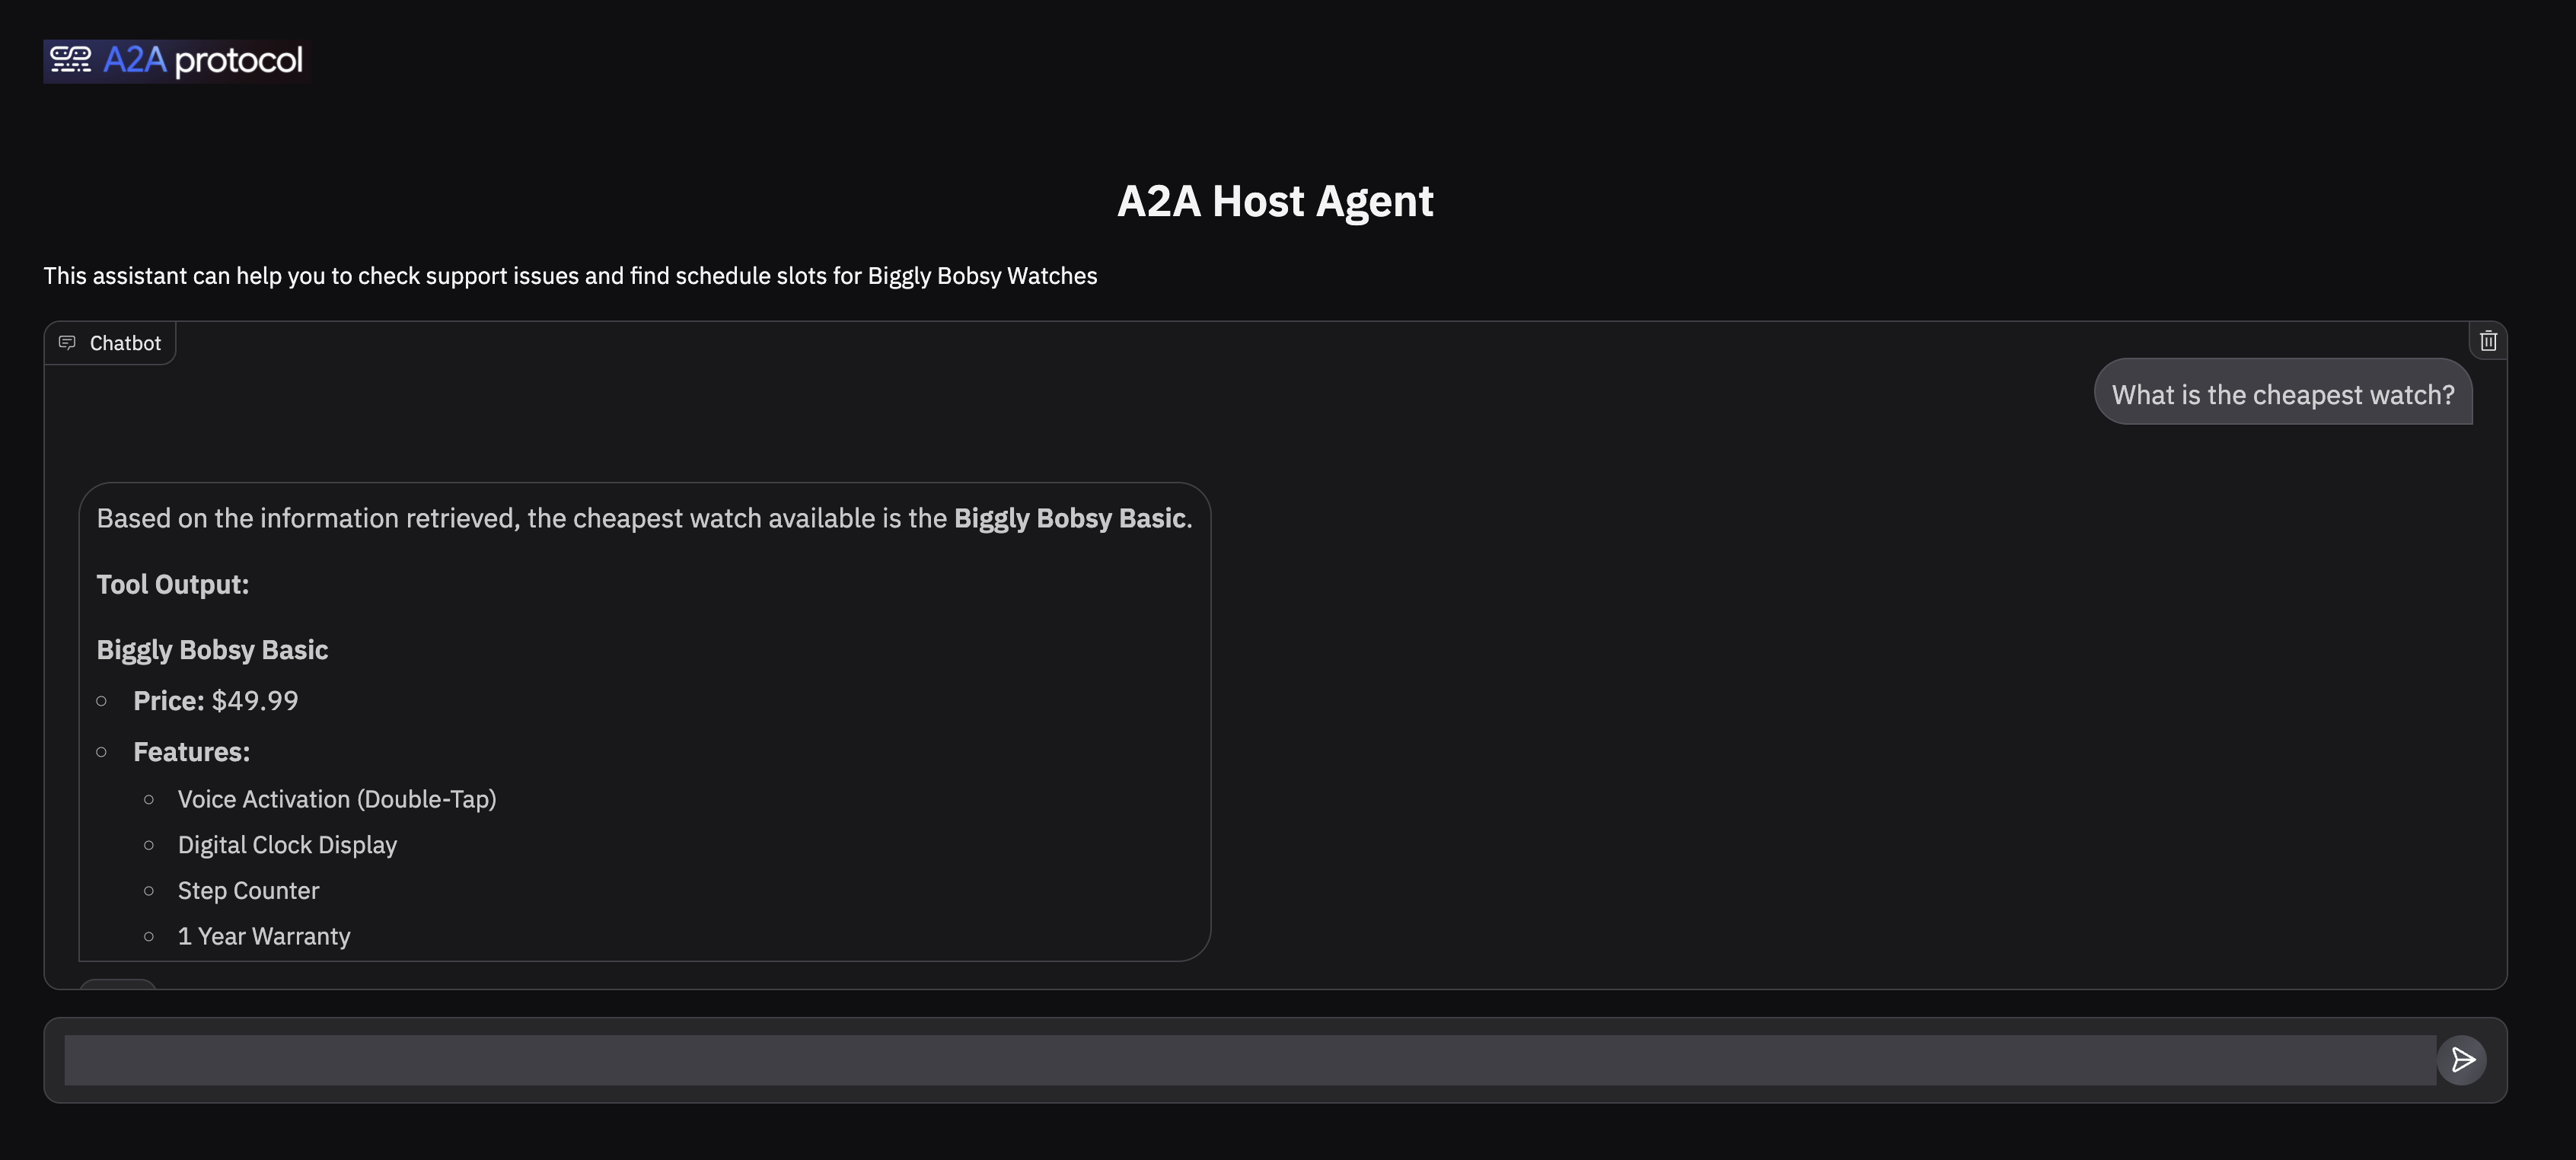 A2A protocol
A2A Host Agent
This assistant can help you to check support issues and find schedule slots for Biggly Bobsy Watches
Chatbot
What is the cheapest watch?
Based on the information retrieved, the cheapest watch available is the Biggly Bobsy Basic.
Tool Output:
Biggly Bobsy Basic
Price: $49.99
Features:
Voice Activation (Double-Tap)
Digital Clock Display
Step Counter
1 Year Warranty